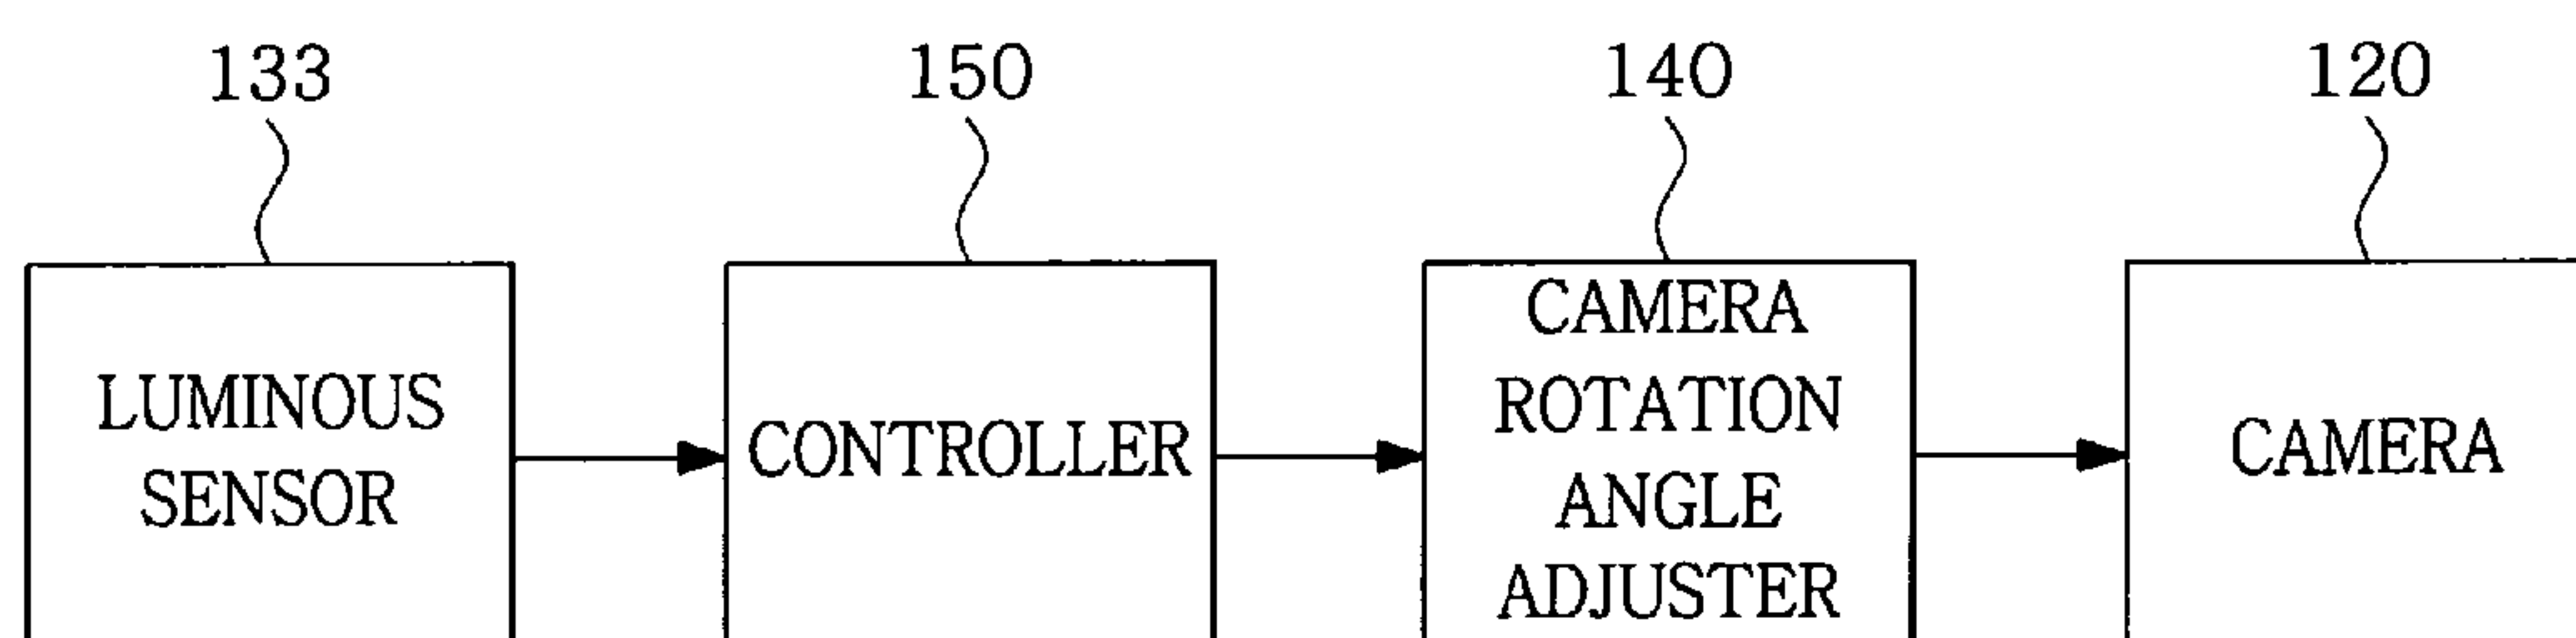 133
150
140
120
LUMINOUS
SENSOR
CONTROLLER
CAMERA
ROTATION
ANGLE
ADJUSTER
CAMERA